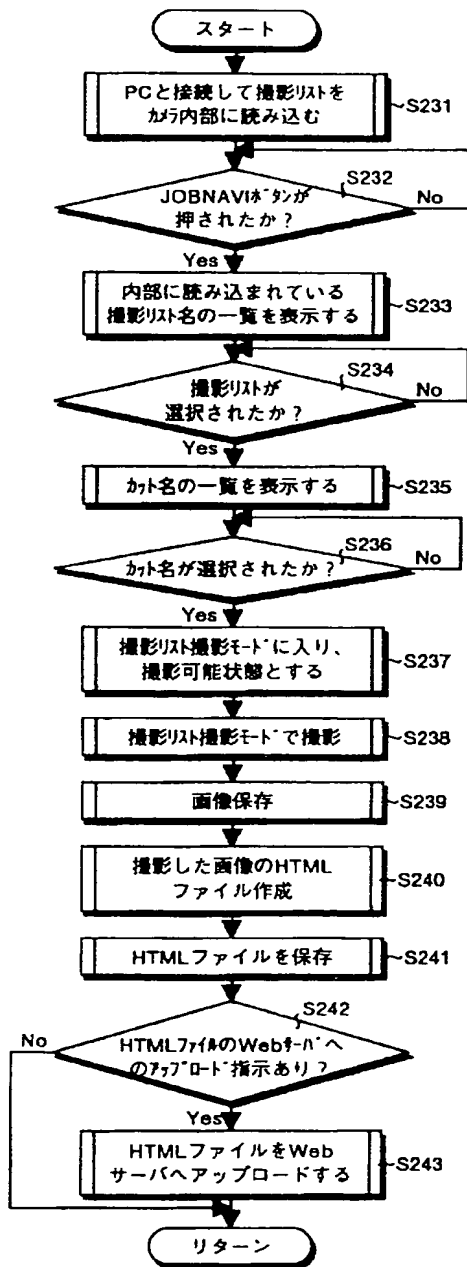 スタート
PCと接続して撮影リストを
カメラ内部に読み込む
S231
S232
JOBNAVIボタンが
押されたか?
No
Yes
内部に読み込まれている
撮影リスト名の一覧を表示する
S233
S234
撮影リストが
選択されたか?
No
Yes
カット名の一覧を表示する
S235
S236
カット名が選択されたか?
No
Yes
撮影リスト撮影モードに入り、
撮影可能状態とする
S237
撮影リスト撮影モードで撮影
S238
画像保存
S239
撮影した画像のHTML
ファイル作成
S240
HTMLファイルを保存
S241
S242
No
HTMLファイルのWebサーバへ
のアップロード指示あり?
Yes
HTMLファイルをWeb
サーバへアップロードする
S243
リターン